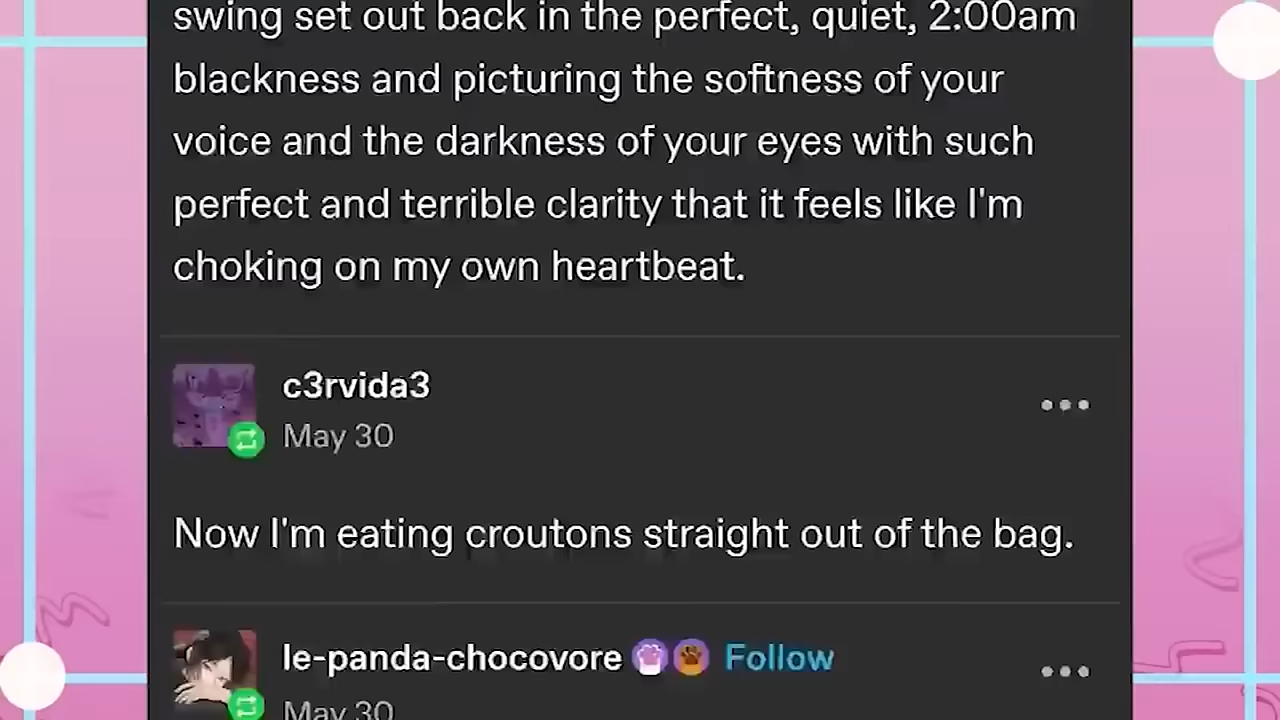 swing set out back in the perfect, quiet, 2:00am
blackness and picturing the softness of your
voice and the darkness of your eyes with such
perfect and terrible clarity that it feels like I'm
choking on my own heartbeat.
c3rvida3
May 30
Now I'm eating croutons straight out of the bag.
le-panda-chocovore Follow
May 30